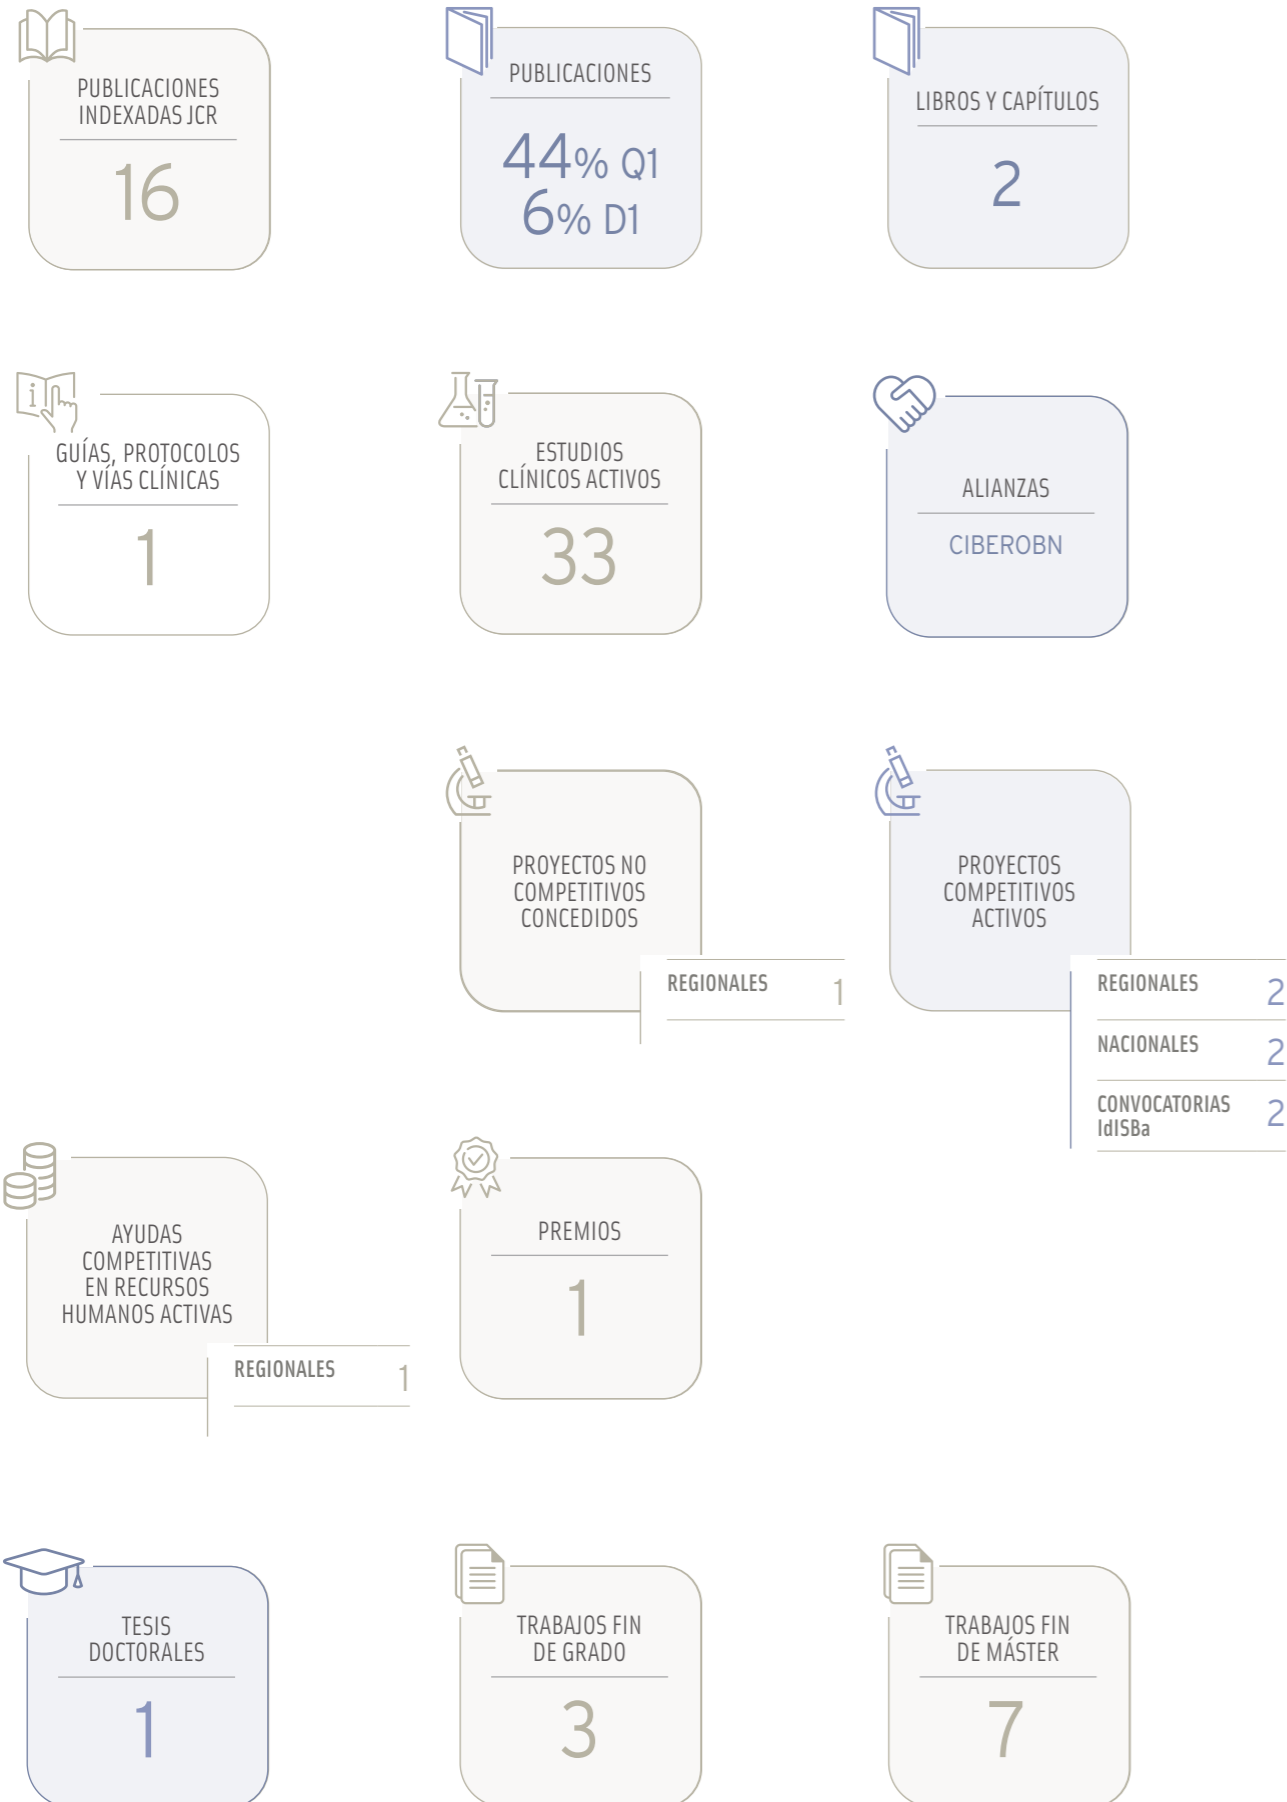 PUBLICACIONES
INDEXADAS JCR
16
PUBLICACIONES
44% Q1
6% D1
LIBROS Y CAPÍTULOS
2
GUÍAS, PROTOCOLOS
Y VÍAS CLÍNICAS
1
ESTUDIOS
CLÍNICOS ACTIVOS
33
ALIANZAS
CIBEROBN
PROYECTOS NO
COMPETITIVOS
CONCEDIDOS
REGIONALES 1
PROYECTOS
COMPETITIVOS
ACTIVOS
REGIONALES 2
NACIONALES 2
CONVOCATORIAS 2
IdISBa
AYUDAS
COMPETITIVAS
EN RECURSOS
HUMANOS ACTIVAS
REGIONALES 1
PREMIOS
1
TESIS
DOCTORALES
1
TRABAJOS FIN
DE GRADO
3
TRABAJOS FIN
DE MÁSTER
7